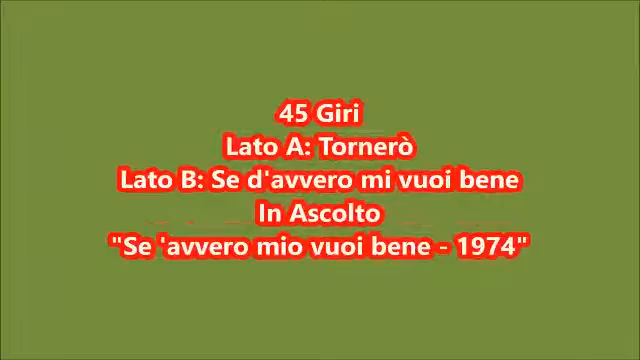 45 Giri
Lato A: Tornerò
Lato B: Se d'avvero mi vuoi bene
In Ascolto
"Se 'avvero mio vuoi bene - 1974"